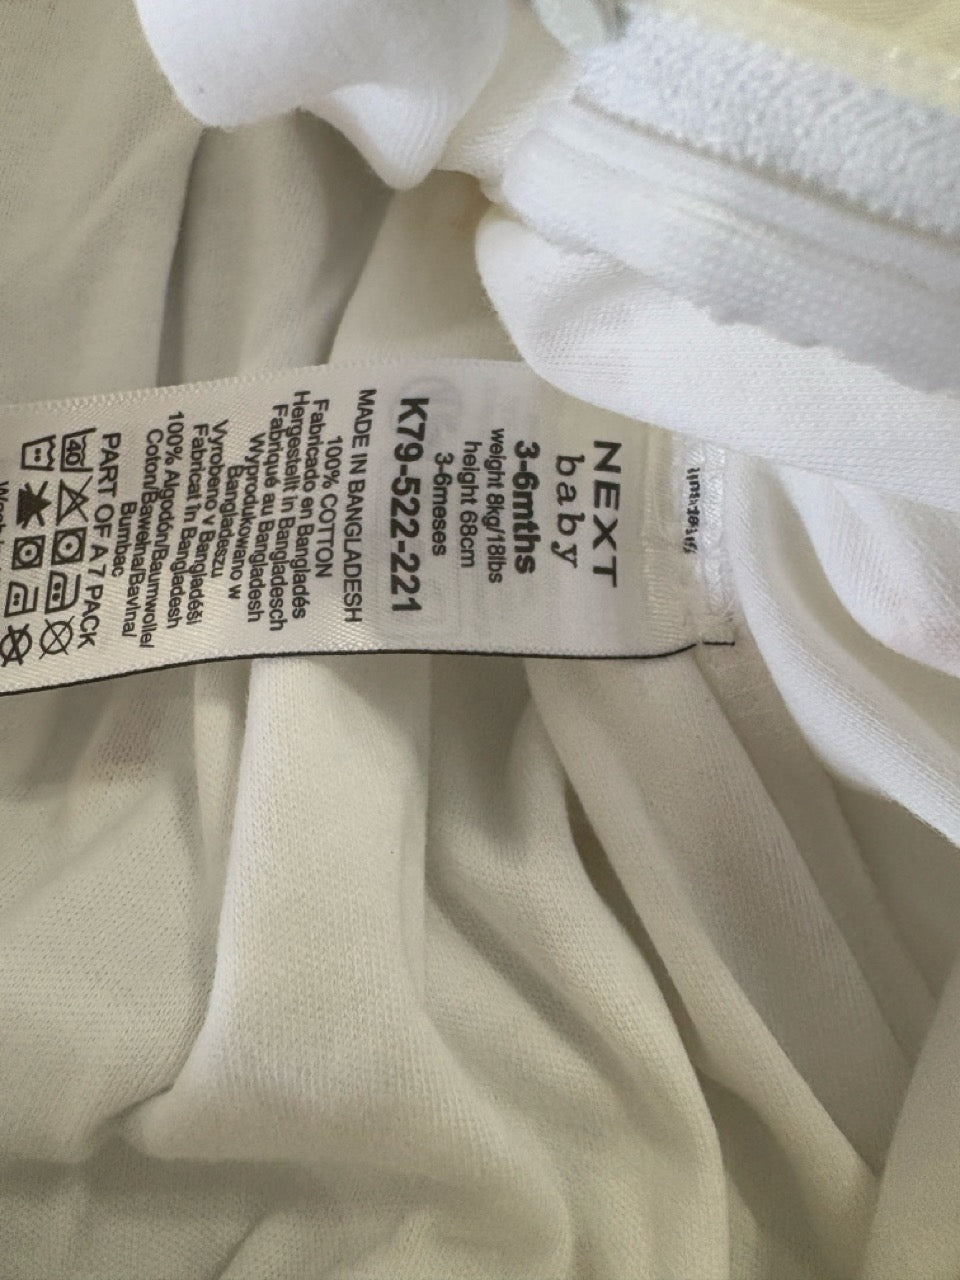 NEXT
baby
3-6mths
weight 8kg/18lbs
height 68cm
3-6meses
K79-522-221
MADE IN BANGLADESH
100% COTTON
Fabricado en Bangladés
Hergestellt in Bangladesch
Fabriqué au Bangladesh
Wyprodukowano w
Bangladeszu
Vyrobeno v Bangladéši
Fabricat în Bangladesh
100% Algodón/Baumwolle/
Coton/Bawełna/Bavlna/
Bumbac
PART OF A 7 PACK
40